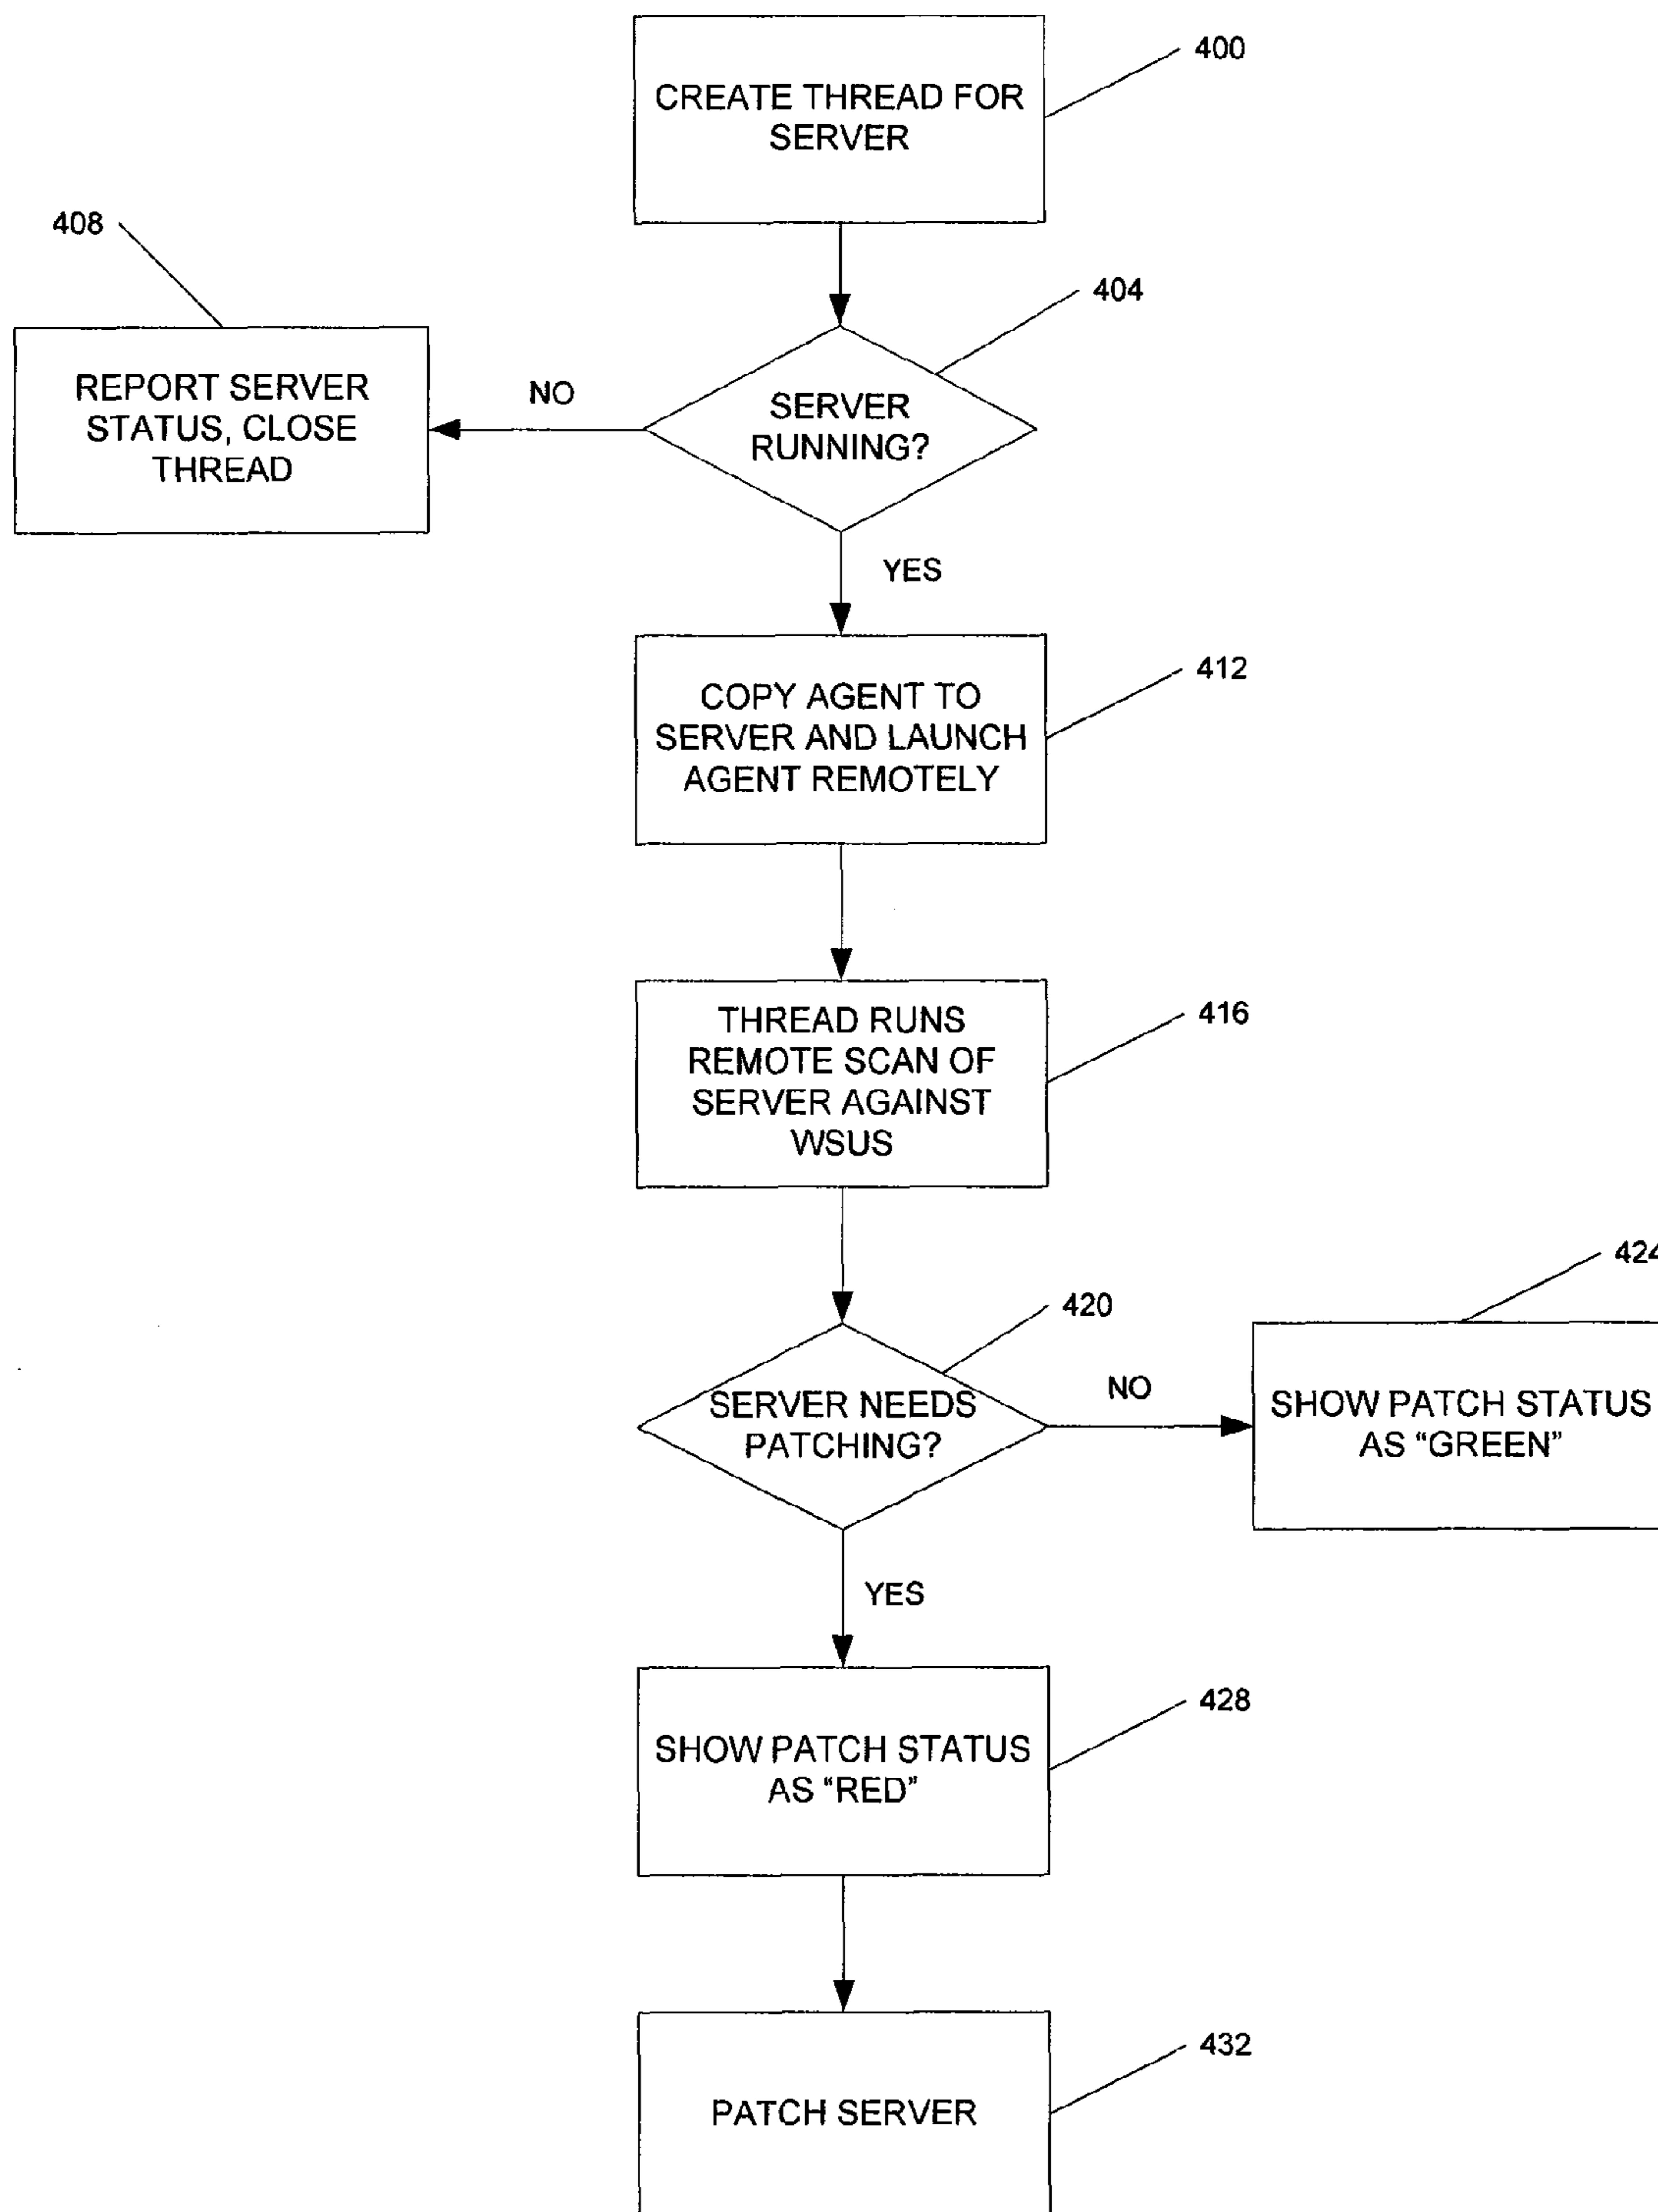 400
CREATE THREAD FOR
SERVER
408
404
REPORT SERVER
STATUS, CLOSE
THREAD
NO
SERVER
RUNNING?
YES
412
COPY AGENT TO
SERVER AND LAUNCH
AGENT REMOTELY
416
THREAD RUNS
REMOTE SCAN OF
SERVER AGAINST
WSUS
424
420
SERVER NEEDS
PATCHING?
NO
SHOW PATCH STATUS
AS “GREEN”
YES
428
SHOW PATCH STATUS
AS “RED”
432
PATCH SERVER